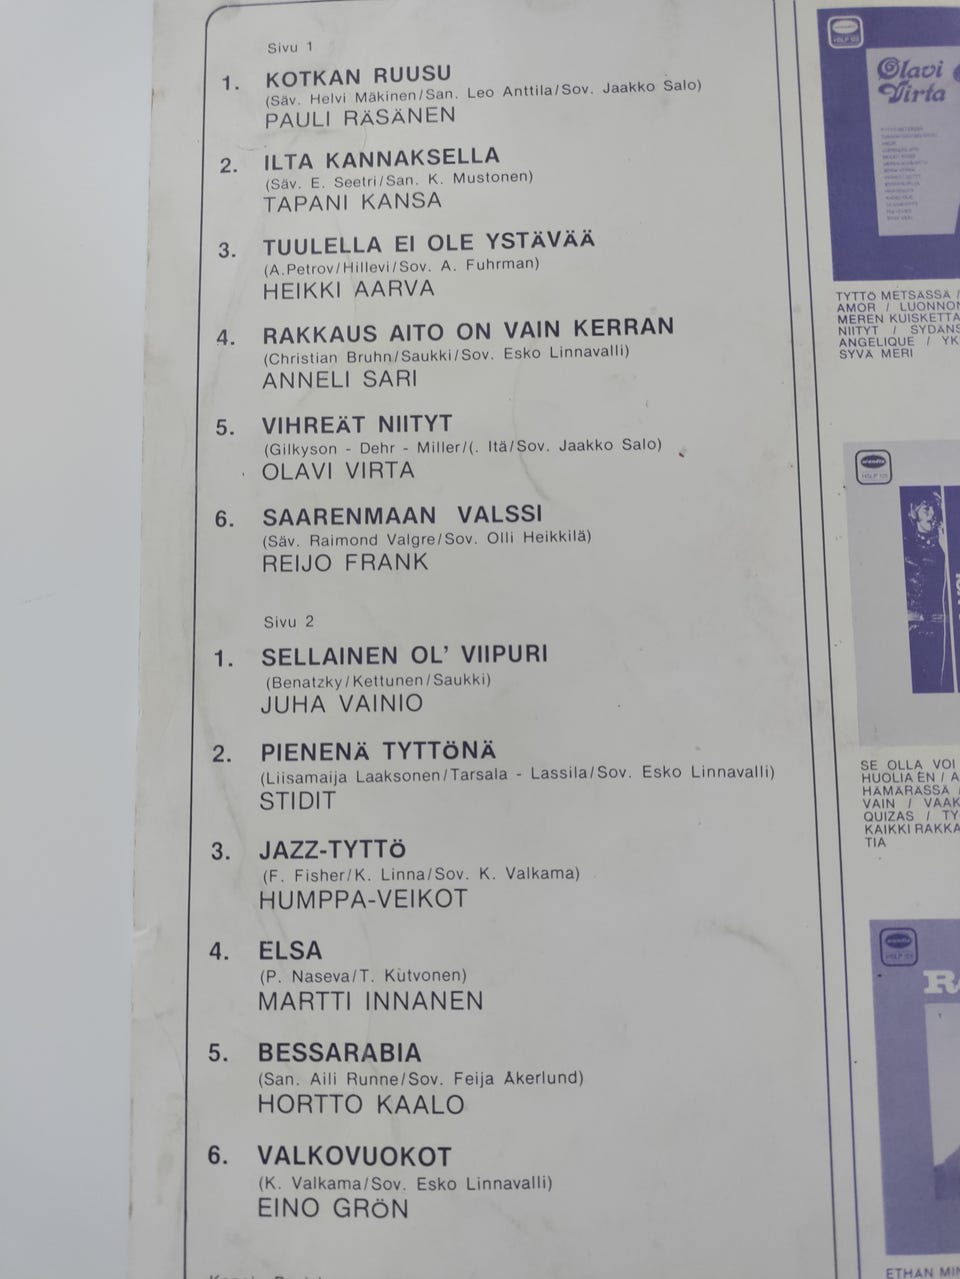 Sivu 1
1. KOTKAN RUUSU
(Säv. Helvi Mäkinen/San. Leo Anttila/Sov. Jaakko Salo)
PAULI RÄSÄNEN
2. ILTA KANNAKSELLA
(Säv. E. Seetri/San. K. Mustonen)
TAPANI KANSA
3. TUULELLA EI OLE YSTÄVÄÄ
(A.Petrov/Hillevi/Sov. A. Fuhrman)
HEIKKI AARVA
4. RAKKAUS AITO ON VAIN KERRAN
(Christian Bruhn/Saukki/Sov. Esko Linnavalli)
ANNELI SARI
5. VIHREÄT NIITYT
(Gilkyson - Dehr - Miller/(. Itä/Sov. Jaakko Salo)
OLAVI VIRTA
6. SAARENMAAN VALSSI
(Säv. Raimond Valgre/Sov. Olli Heikkilä)
REIJO FRANK
Sivu 2
1. SELLAINEN OL' VIIPURI
(Benatzky/Kettunen/Saukki)
JUHA VAINIO
2. PIENENÄ TYTTÖNÄ
(Liisamaija Laaksonen/Tarsala - Lassila/Sov. Esko Linnavalli)
STIDIT
3. JAZZ-TYTTÖ
(F. Fisher/K. Linna/Sov. K. Valkama)
HUMPPA-VEIKOT
4. ELSA
(P. Naseva/T. Kutvonen)
MARTTI INNANEN
5. BESSARABIA
(San. Aili Runne/Sov. Feija Åkerlund)
HORTTO KAALO
6. VALKOVUOKOT
(K. Valkama/Sov. Esko Linnavalli)
EINO GRÖN
Olavi
Virta
TYTTÖ METSÄSSÄ /
AMOR / LUONNON
MEREN KUISKETTA
NIITYT / SYDÄNS
ANGELIQUE / YK
SYVÄ MERI
SE OLLA VOI
HUOLIA EN / A
HÄMÄRÄSSÄ /
VAIN / VAAK
QUIZAS / TY
KAIKKI RAKKA
TIA
ETHÄN MIN